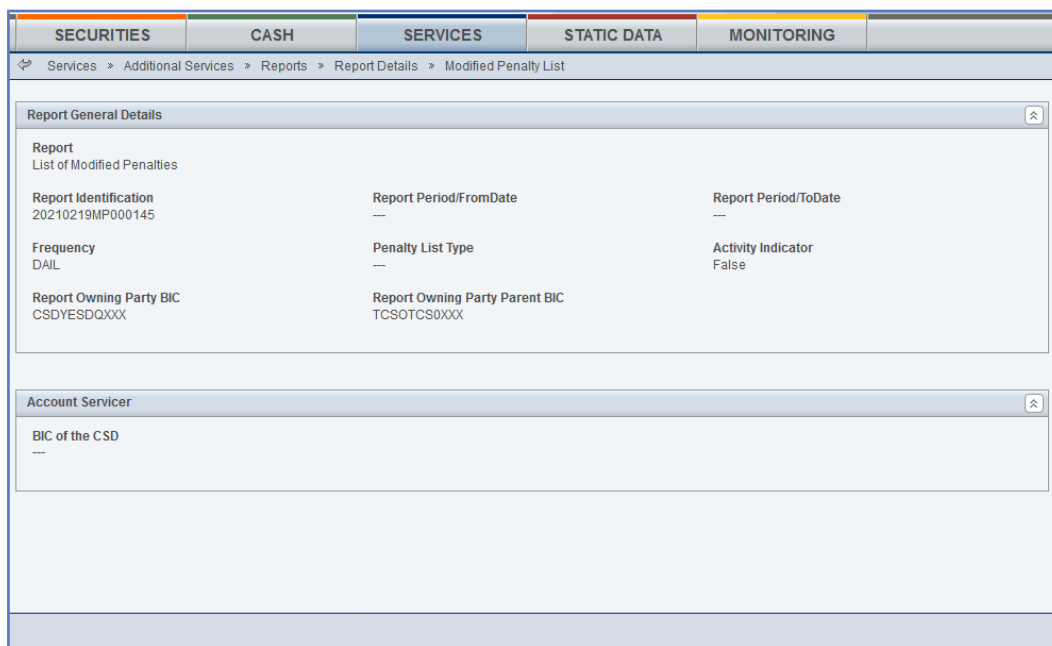 SECURITIES CASH SERVICES STATIC DATA MONITORING
Services » Additional Services » Reports » Report Details » Modified Penalty List
Report General Details
Report
List of Modified Penalties
Report Identification Report Period/FromDate Report Period/ToDate
20210219MP000145 --- ---
Frequency Penalty List Type Activity Indicator
DAIL --- False
Report Owning Party BIC Report Owning Party Parent BIC
CSDYESDQXXX TCSOTCS0XXX
Account Servicer
BIC of the CSD
---